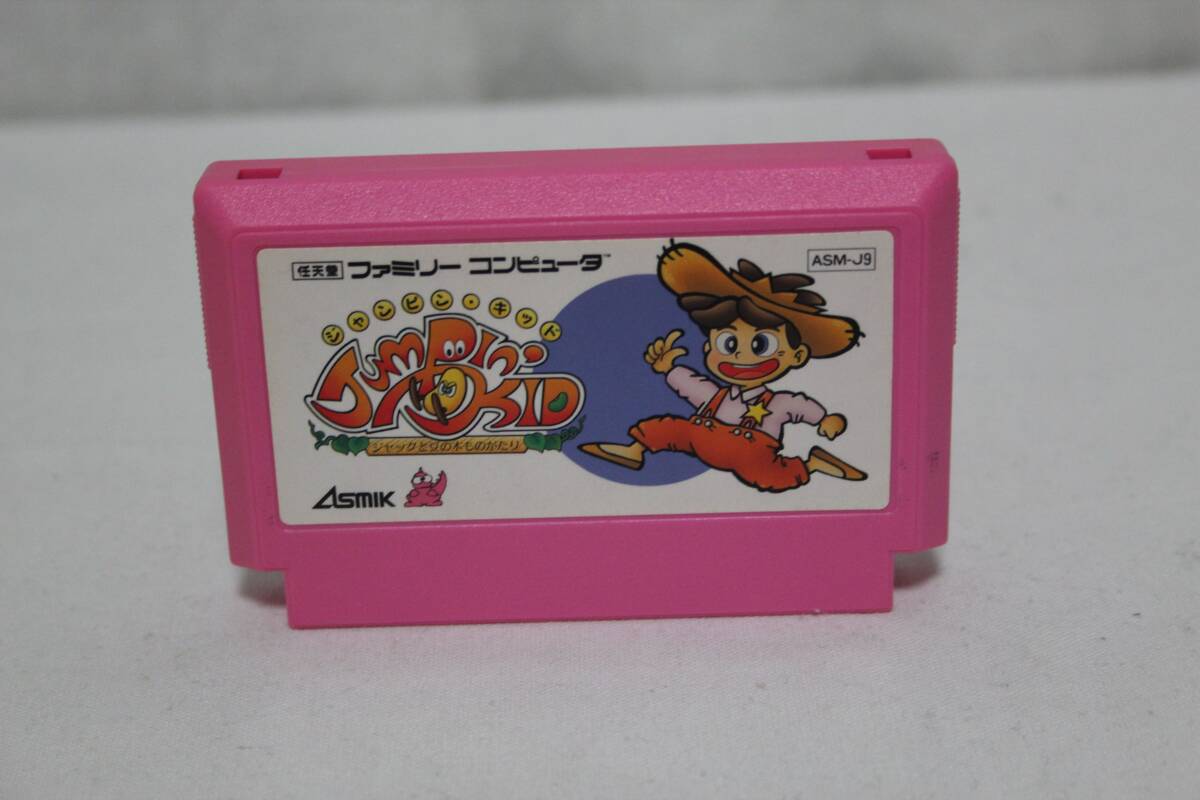 任天堂 ファミリー コンピュータ™
ASM-J9
ジャンピン・キッド
JUMPIN' KID
ジャックと豆の木ものがたり
ASMIK